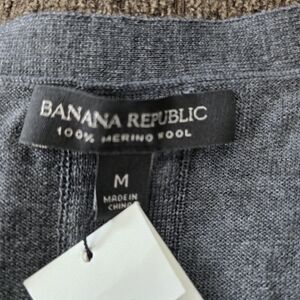 BANANA REPUBLIC
100% MERINO WOOL
M
MADE IN
CHINA